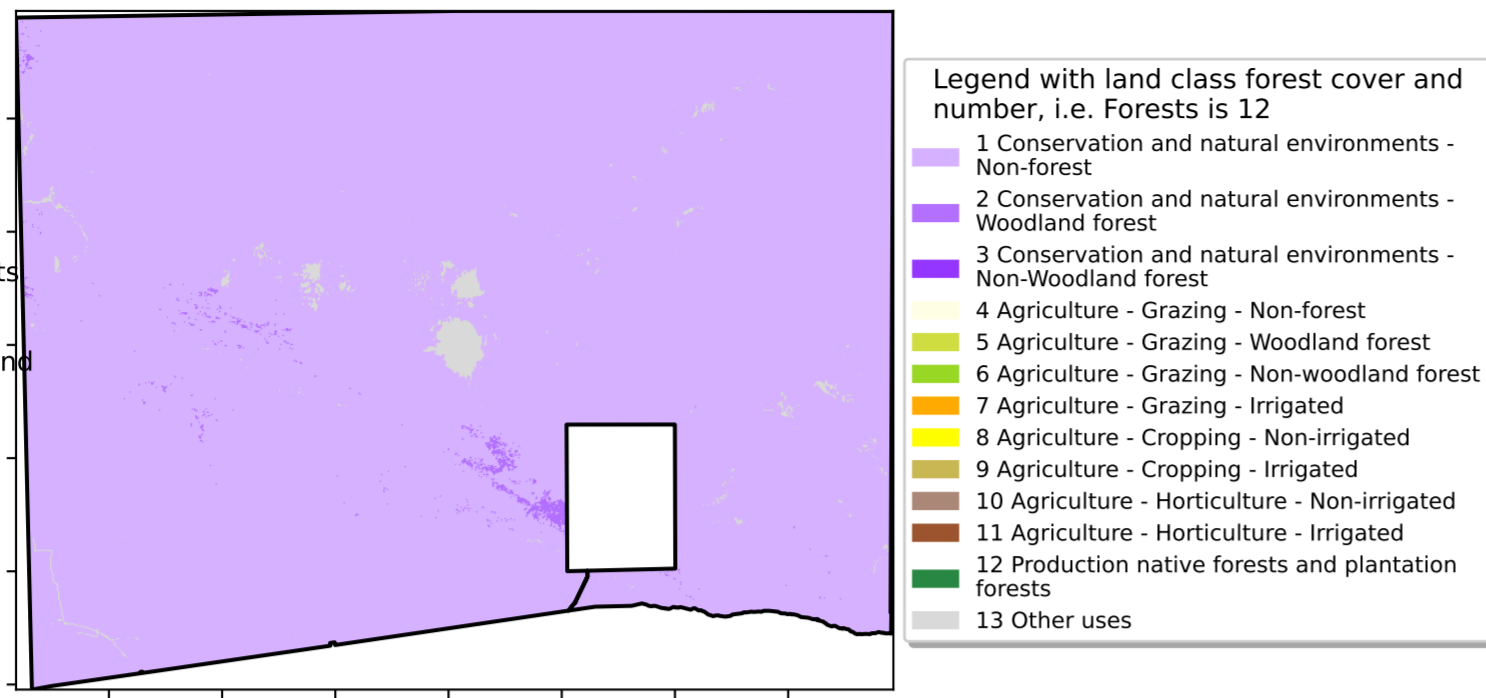 ts
nd
Legend with land class forest cover and
number, i.e. Forests is 12
1 Conservation and natural environments -
Non-forest
2 Conservation and natural environments -
Woodland forest
3 Conservation and natural environments -
Non-Woodland forest
4 Agriculture - Grazing - Non-forest
5 Agriculture - Grazing - Woodland forest
6 Agriculture - Grazing - Non-woodland forest
7 Agriculture - Grazing - Irrigated
8 Agriculture - Cropping - Non-irrigated
9 Agriculture - Cropping - Irrigated
10 Agriculture - Horticulture - Non-irrigated
11 Agriculture - Horticulture - Irrigated
12 Production native forests and plantation
forests
13 Other uses